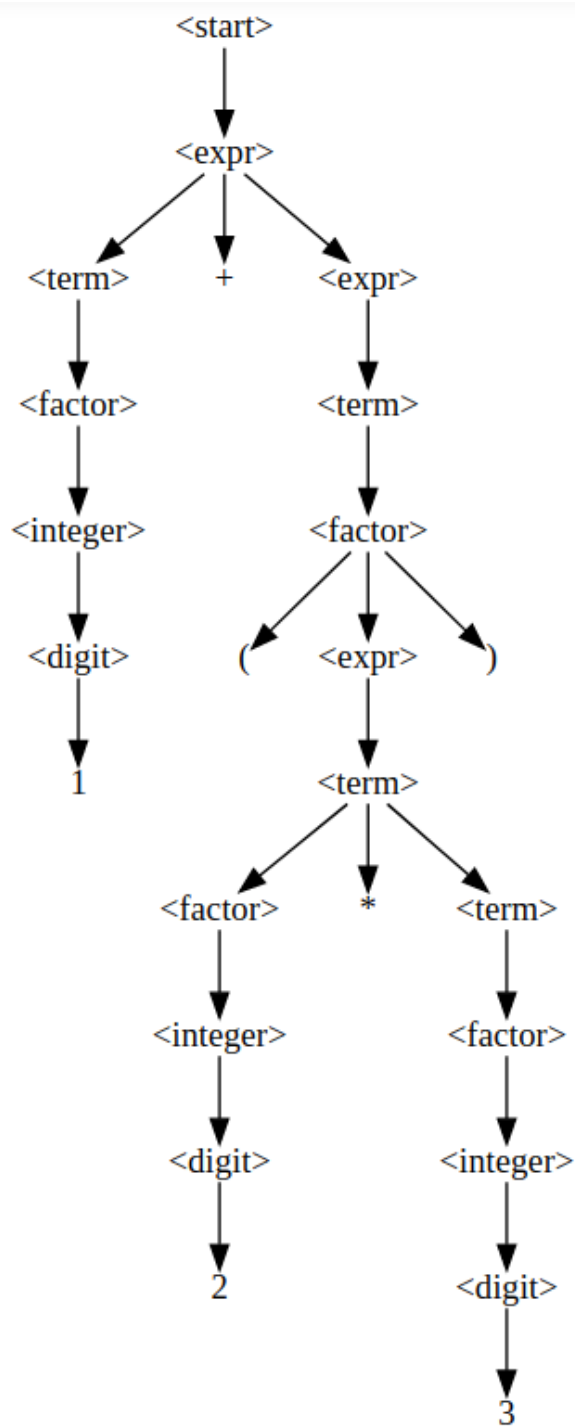 <start>
<expr>
<term> + <expr>
<factor> <term>
<integer> <factor>
<digit> ( <expr> )
1 <term>
<factor> * <term>
<integer> <factor>
<digit> <integer>
2 <digit>
3